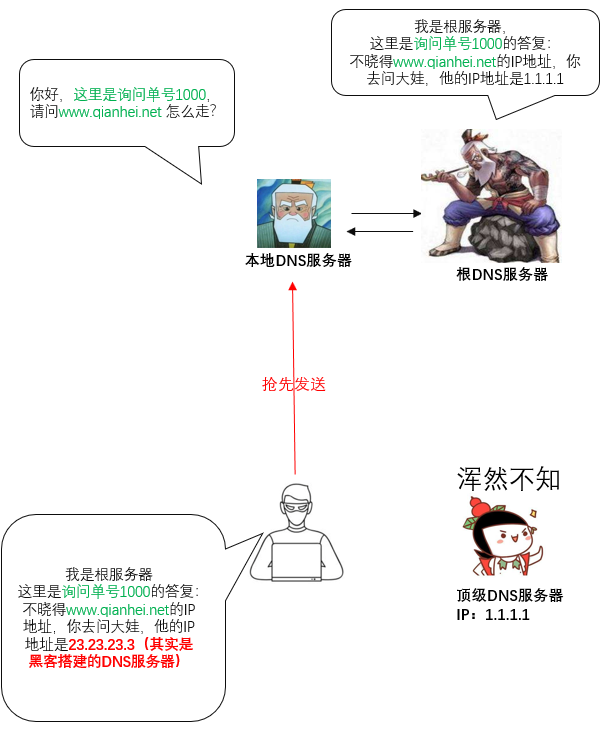 我是根服务器，
这里是询问单号1000的答复：
不晓得www.qianhei.net的IP地址，你
去问大娃，他的IP地址是1.1.1.1
你好，这里是询问单号1000，
请问www.qianhei.net 怎么走？
本地DNS服务器
根DNS服务器
抢先发送
浑然不知
顶级DNS服务器
IP：1.1.1.1
我是根服务器
这里是询问单号1000的答复：
不晓得www.qianhei.net的IP
地址，你去问大娃，他的IP
地址是23.23.23.3（其实是
黑客搭建的DNS服务器）